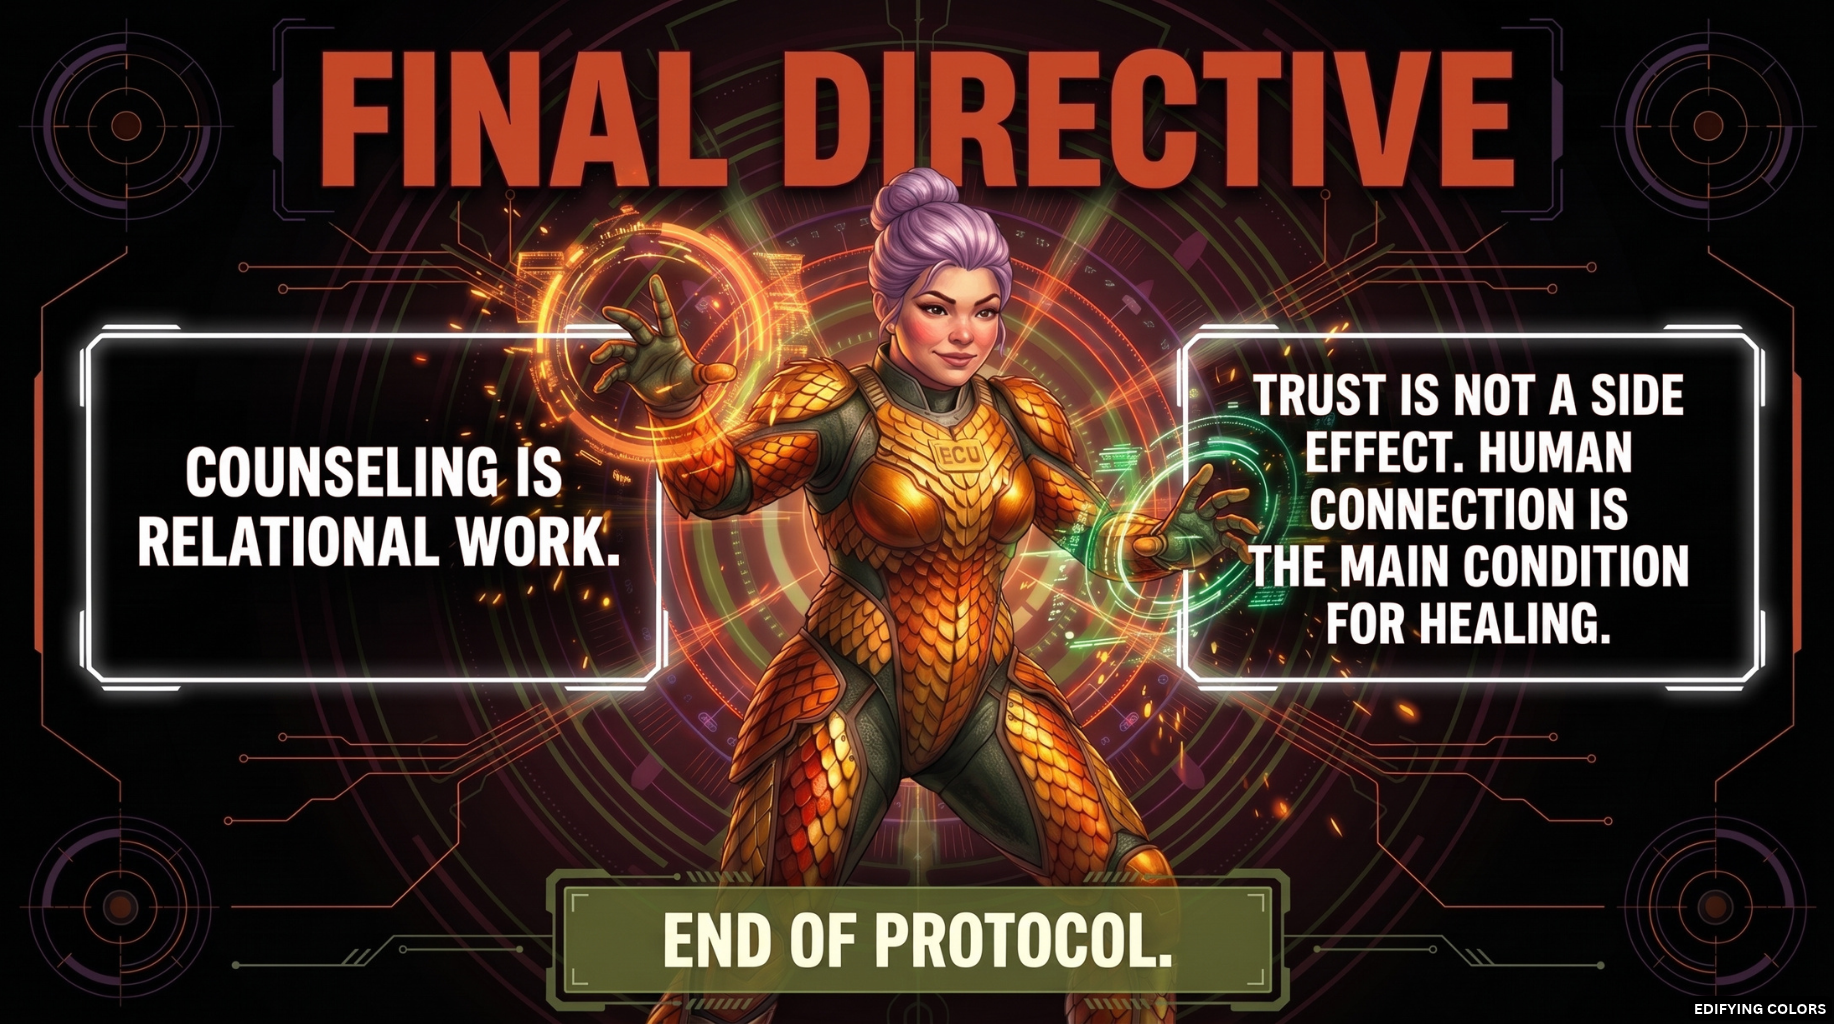 FINAL DIRECTIVE
COUNSELING IS
RELATIONAL WORK.
ECU
TRUST IS NOT A SIDE
EFFECT. HUMAN
CONNECTION IS
THE MAIN CONDITION
FOR HEALING.
END OF PROTOCOL.
EDIFYING COLORS